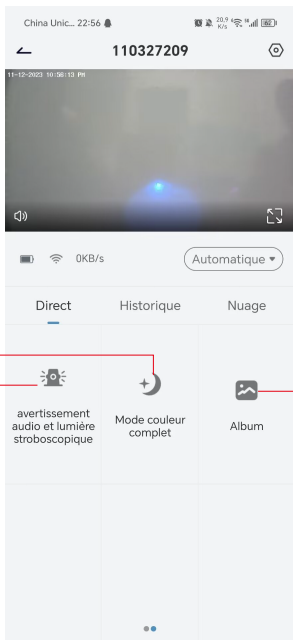 China Unic... 22:56
20,9 K/s
110327209
11-12-2023 10:56:13 PM
0KB/s
Automatique
Direct
Historique
Nuage
avertissement
audio et lumière
stroboscopique
Mode couleur
complet
Album